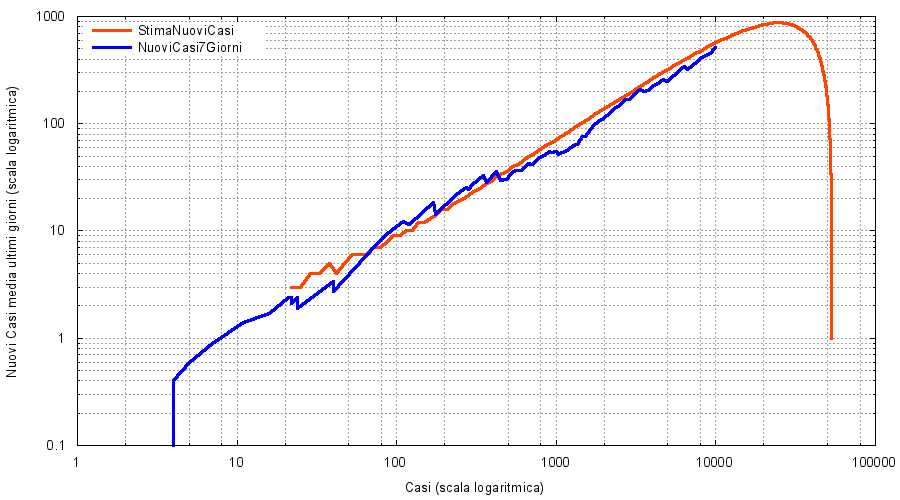 1000
StimaNuoviCasi
NuoviCasi7Giorni
100
10
1
0.1
Nuovi Casi media ultimi giorni (scala logaritmica)
1 10 100 1000 10000 100000
Casi (scala logaritmica)